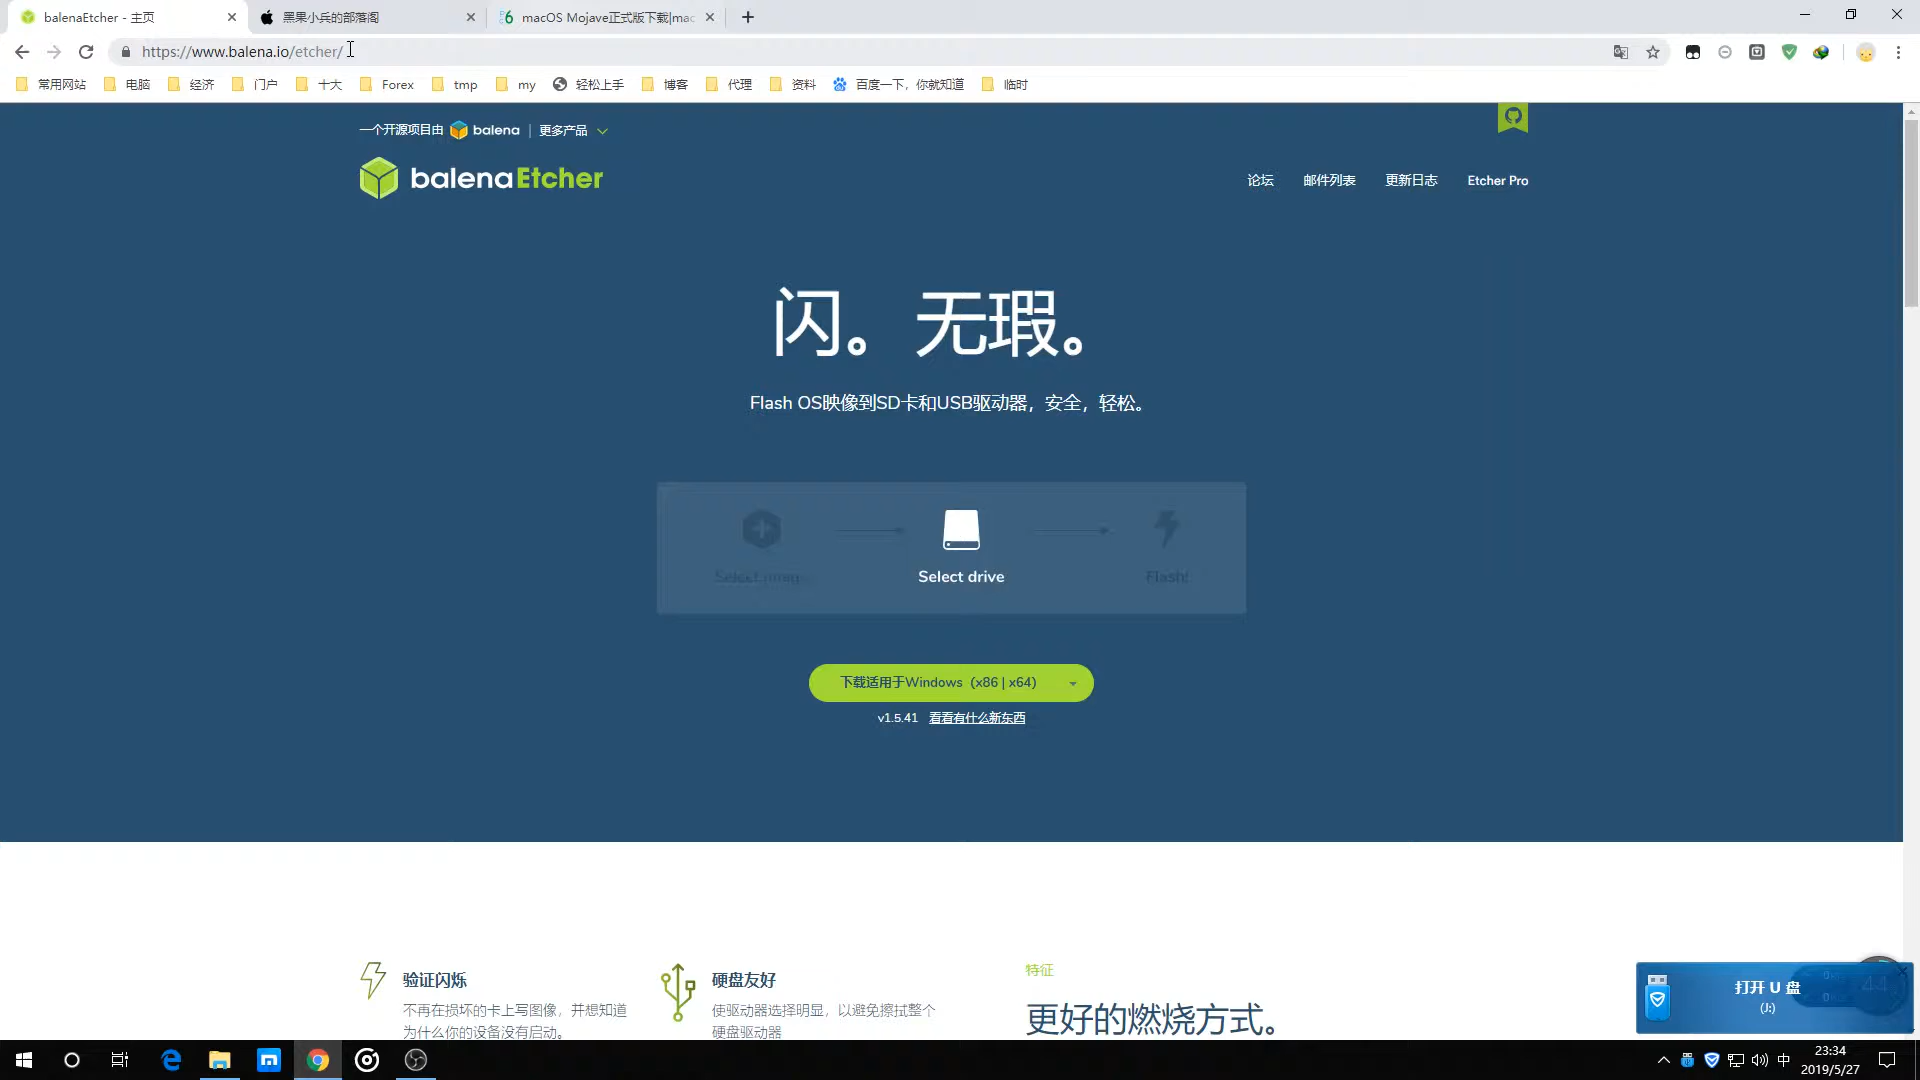 balenaEtcher - 主页
黑果小兵的部落阁
macOS Mojave正式版下载|mac
https://www.balena.io/etcher/
常用网站
电脑
经济
门户
十大
Forex
tmp
my
轻松上手
博客
代理
资料
百度一下，你就知道
临时
一个开源项目由 balena | 更多产品
balenaEtcher
论坛
邮件列表
更新日志
Etcher Pro
闪。无瑕。
Flash OS映像到SD卡和USB驱动器，安全，轻松。
Select drive
Flash!
下载适用于Windows（x86 | x64）
v1.5.41 看看有什么新东西
验证闪烁
不再在损坏的卡上写图像，并想知道
为什么你的设备没有启动。
硬盘友好
使驱动器选择明显，以避免擦拭整个
硬盘驱动器
特征
更好的燃烧方式。
打开 U 盘
(J:)
中
23:34
2019/5/27